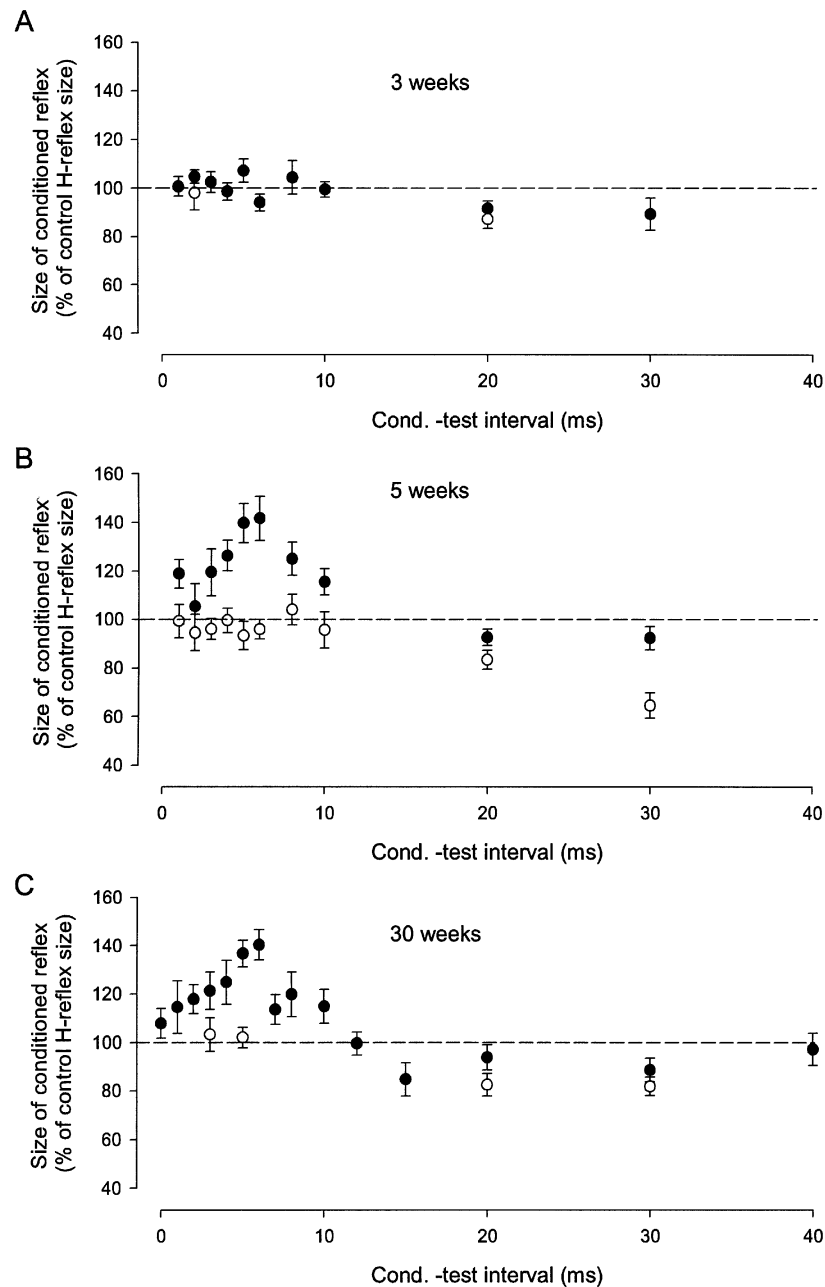 A
160
140
120
100
80
60
40
Size of conditioned reflex
(% of control H-reflex size)
3 weeks
0 10 20 30 40
Cond. -test interval (ms)
B
160
140
120
100
80
60
40
Size of conditioned reflex
(% of control H-reflex size)
5 weeks
0 10 20 30 40
Cond. -test interval (ms)
C
160
140
120
100
80
60
40
Size of conditioned reflex
(% of control H-reflex size)
30 weeks
0 10 20 30 40
Cond. -test interval (ms)